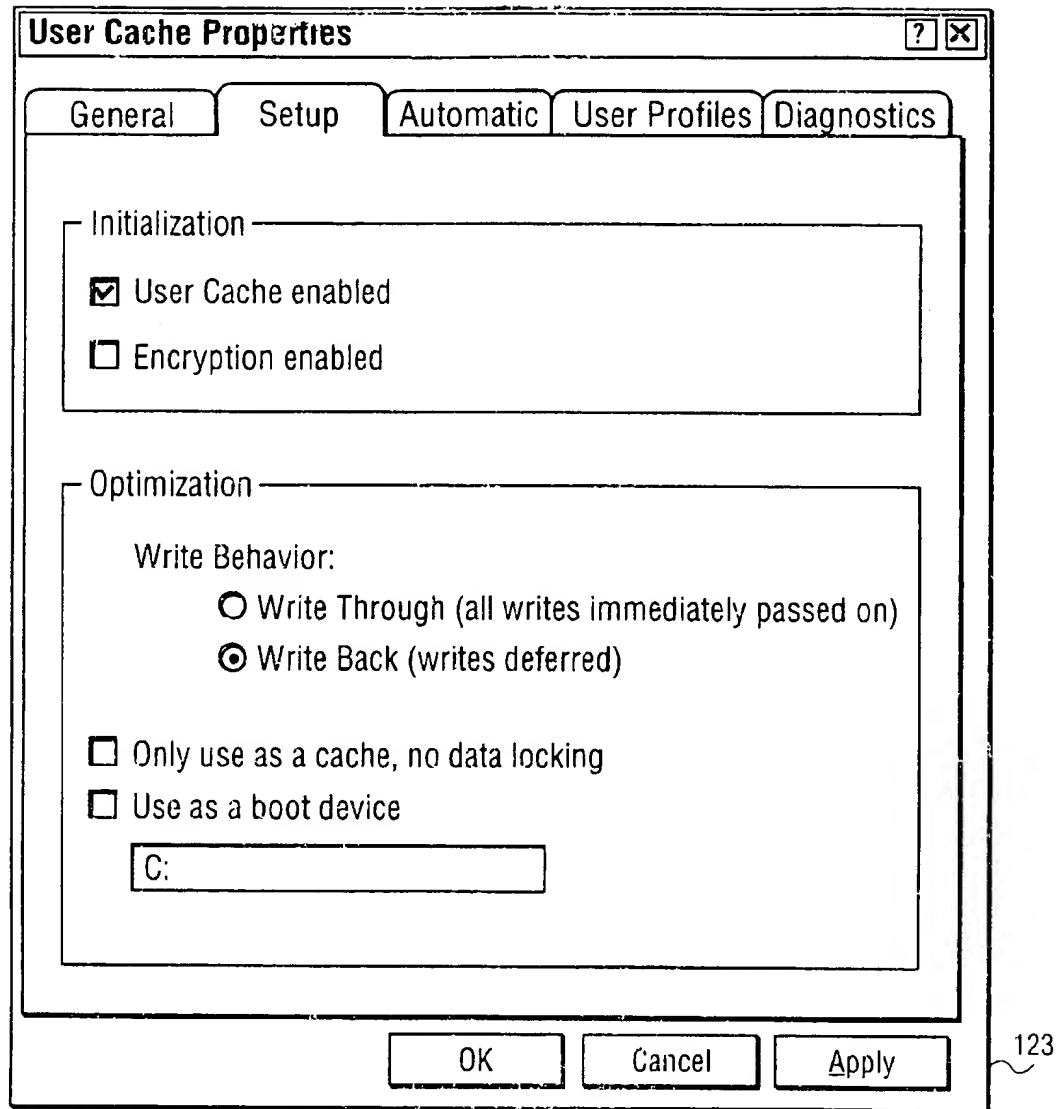 User Cache Properties ?
General Setup Automatic User Profiles Diagnostics
Initialization
User Cache enabled
Encryption enabled
Optimization
Write Behavior:
Write Through (all writes immediately passed on)
Write Back (writes deferred)
Only use as a cache, no data locking
Use as a boot device
C:
OK Cancel Apply
123